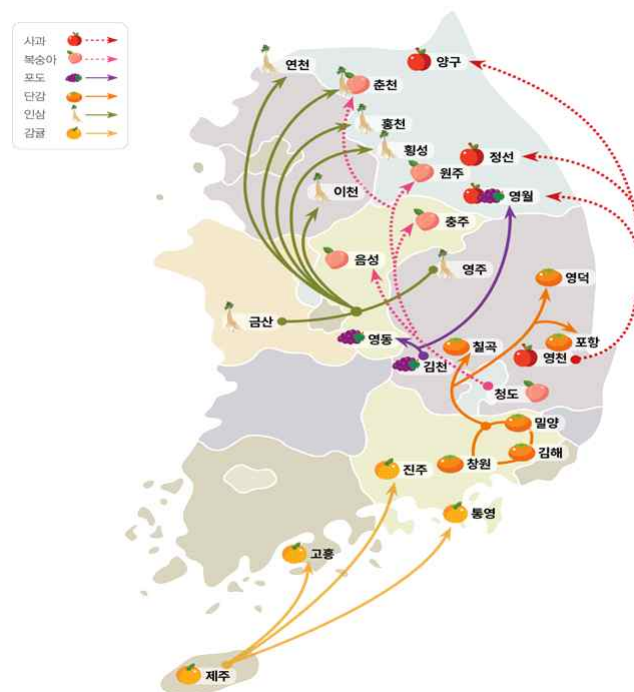 사과
복숭아
포도
단감
인삼
감귤
연천
춘천
양구
홍천
횡성
정선
원주
이천
영월
충주
음성
영주
영덕
금산
영동
칠곡
포항
김천
영천
청도
밀양
김해
진주
창원
통영
고흥
제주